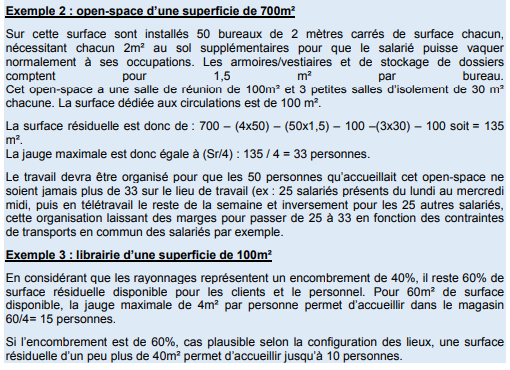 Exemple 2 : open-space d'une superficie de 700m²
Sur cette surface sont installés 50 bureaux de 2 mètres carrés de surface chacun,
nécessitant chacun 2m² au sol supplémentaires pour que le salarié puisse vaquer
normalement à ses occupations. Les armoires/vestiaires et de stockage de dossiers
comptent pour 1,5 m² par bureau.
Cet open-space a une salle de réunion de 100m² et 3 petites salles d'isolement de 30 m²
chacune. La surface dédiée aux circulations est de 100 m².
La surface résiduelle est donc de : 700 – (4x50) – (50x1,5) – 100 –(3x30) – 100 soit = 135
m².
La jauge maximale est donc égale à (Sr/4) : 135 / 4 = 33 personnes.
Le travail devra être organisé pour que les 50 personnes qu'accueillait cet open-space ne
soient jamais plus de 33 sur le lieu de travail (ex : 25 salariés présents du lundi au mercredi
midi, puis en télétravail le reste de la semaine et inversement pour les 25 autres salariés,
cette organisation laissant des marges pour passer de 25 à 33 en fonction des contraintes
de transports en commun des salariés par exemple.
Exemple 3 : librairie d'une superficie de 100m²
En considérant que les rayonnages représentent un encombrement de 40%, il reste 60% de
surface résiduelle disponible pour les clients et le personnel. Pour 60m² de surface
disponible, la jauge maximale de 4m² par personne permet d'accueillir dans le magasin
60/4= 15 personnes.
Si l'encombrement est de 60%, cas plausible selon la configuration des lieux, une surface
résiduelle d'un peu plus de 40m² permet d'accueillir jusqu'à 10 personnes.